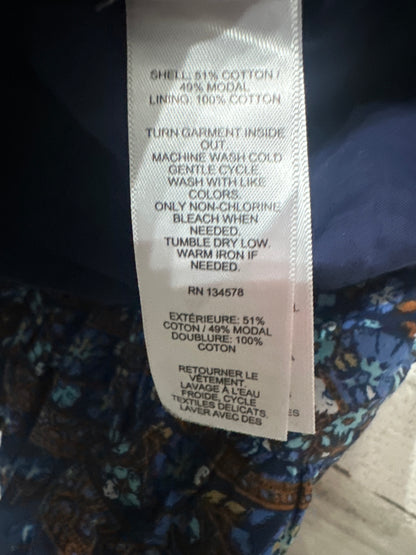 SHELL: 51% COTTON /
49% MODAL
LINING: 100% COTTON
TURN GARMENT INSIDE
OUT.
MACHINE WASH COLD
GENTLE CYCLE.
WASH WITH LIKE
COLORS.
ONLY NON-CHLORINE
BLEACH WHEN
NEEDED.
TUMBLE DRY LOW.
WARM IRON IF
NEEDED.
RN 134578
EXTÉRIEURE: 51%
COTON / 49% MODAL
DOUBLURE: 100%
COTON
RETOURNER LE
VÊTEMENT.
LAVAGE À L'EAU
FROIDE, CYCLE
TEXTILES DÉLICATS.
LAVER AVEC DES